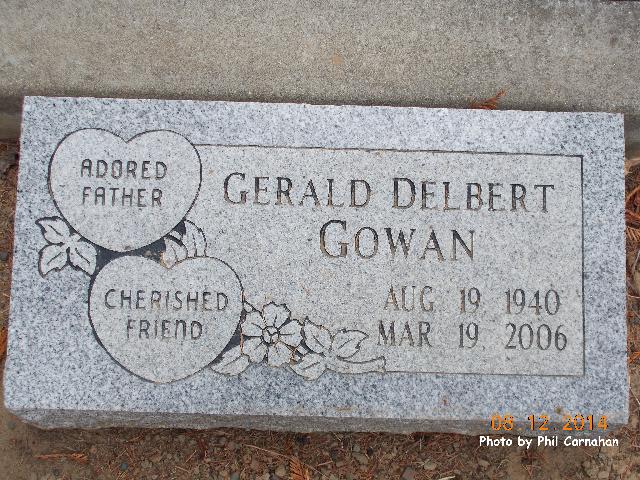 ADORED
FATHER
CHERISHED
FRIEND
GERALD DELBERT
GOWAN
AUG 19 1940
MAR 19, 2006
08 12 2014
Photo by Phil Carnahan